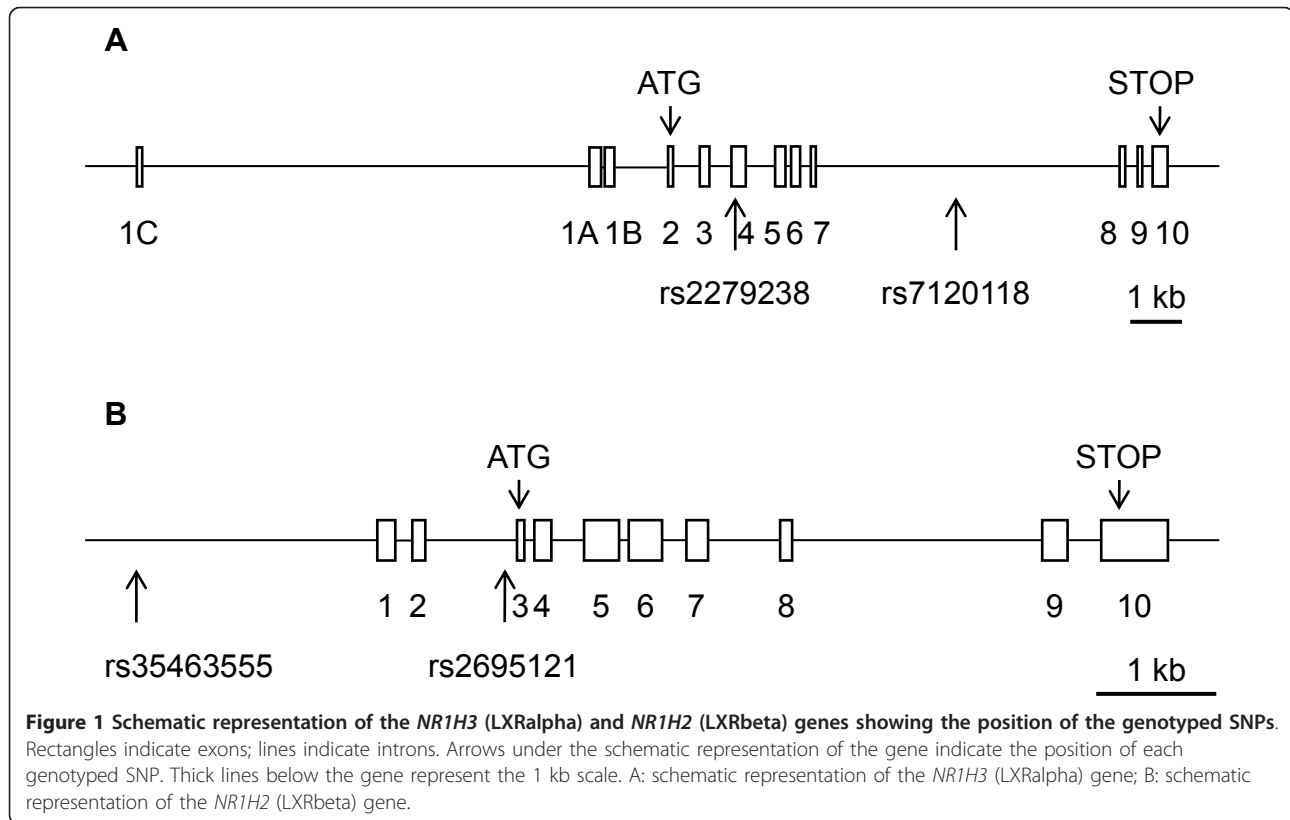 A
ATG STOP
1C 1A 1B 2 3 4 5 6 7 8 9 10
rs2279238 rs7120118
1 kb
B
ATG STOP
1 2 3 4 5 6 7 8 9 10
rs35463555 rs2695121
1 kb
Figure 1 Schematic representation of the NR1H3 (LXRalpha) and NR1H2 (LXRbeta) genes showing the position of the genotyped SNPs.
Rectangles indicate exons; lines indicate introns. Arrows under the schematic representation of the gene indicate the position of each
genotyped SNP. Thick lines below the gene represent the 1 kb scale. A: schematic representation of the NR1H3 (LXRalpha) gene; B: schematic
representation of the NR1H2 (LXRbeta) gene.